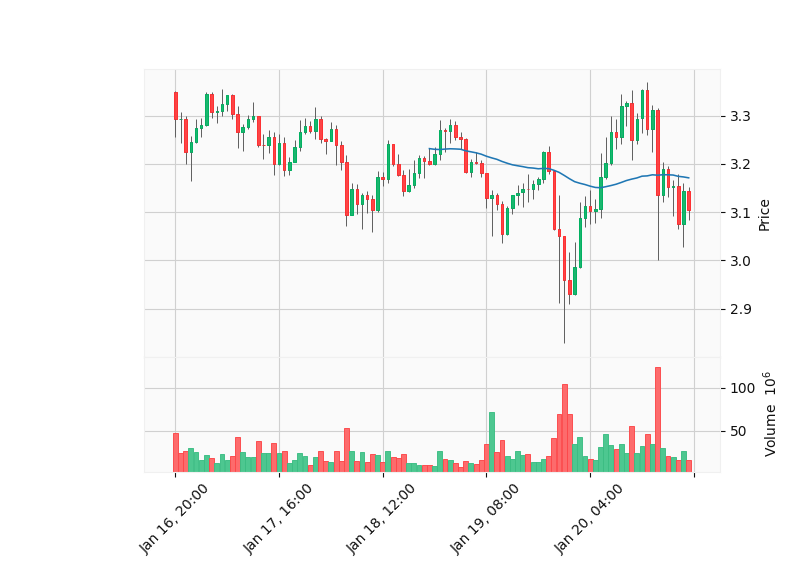 3.3
3.2
3.1
3.0
2.9
Price
100
50
Volume 10^6
Jan 16, 20:00
Jan 17, 16:00
Jan 18, 12:00
Jan 19, 08:00
Jan 20, 04:00